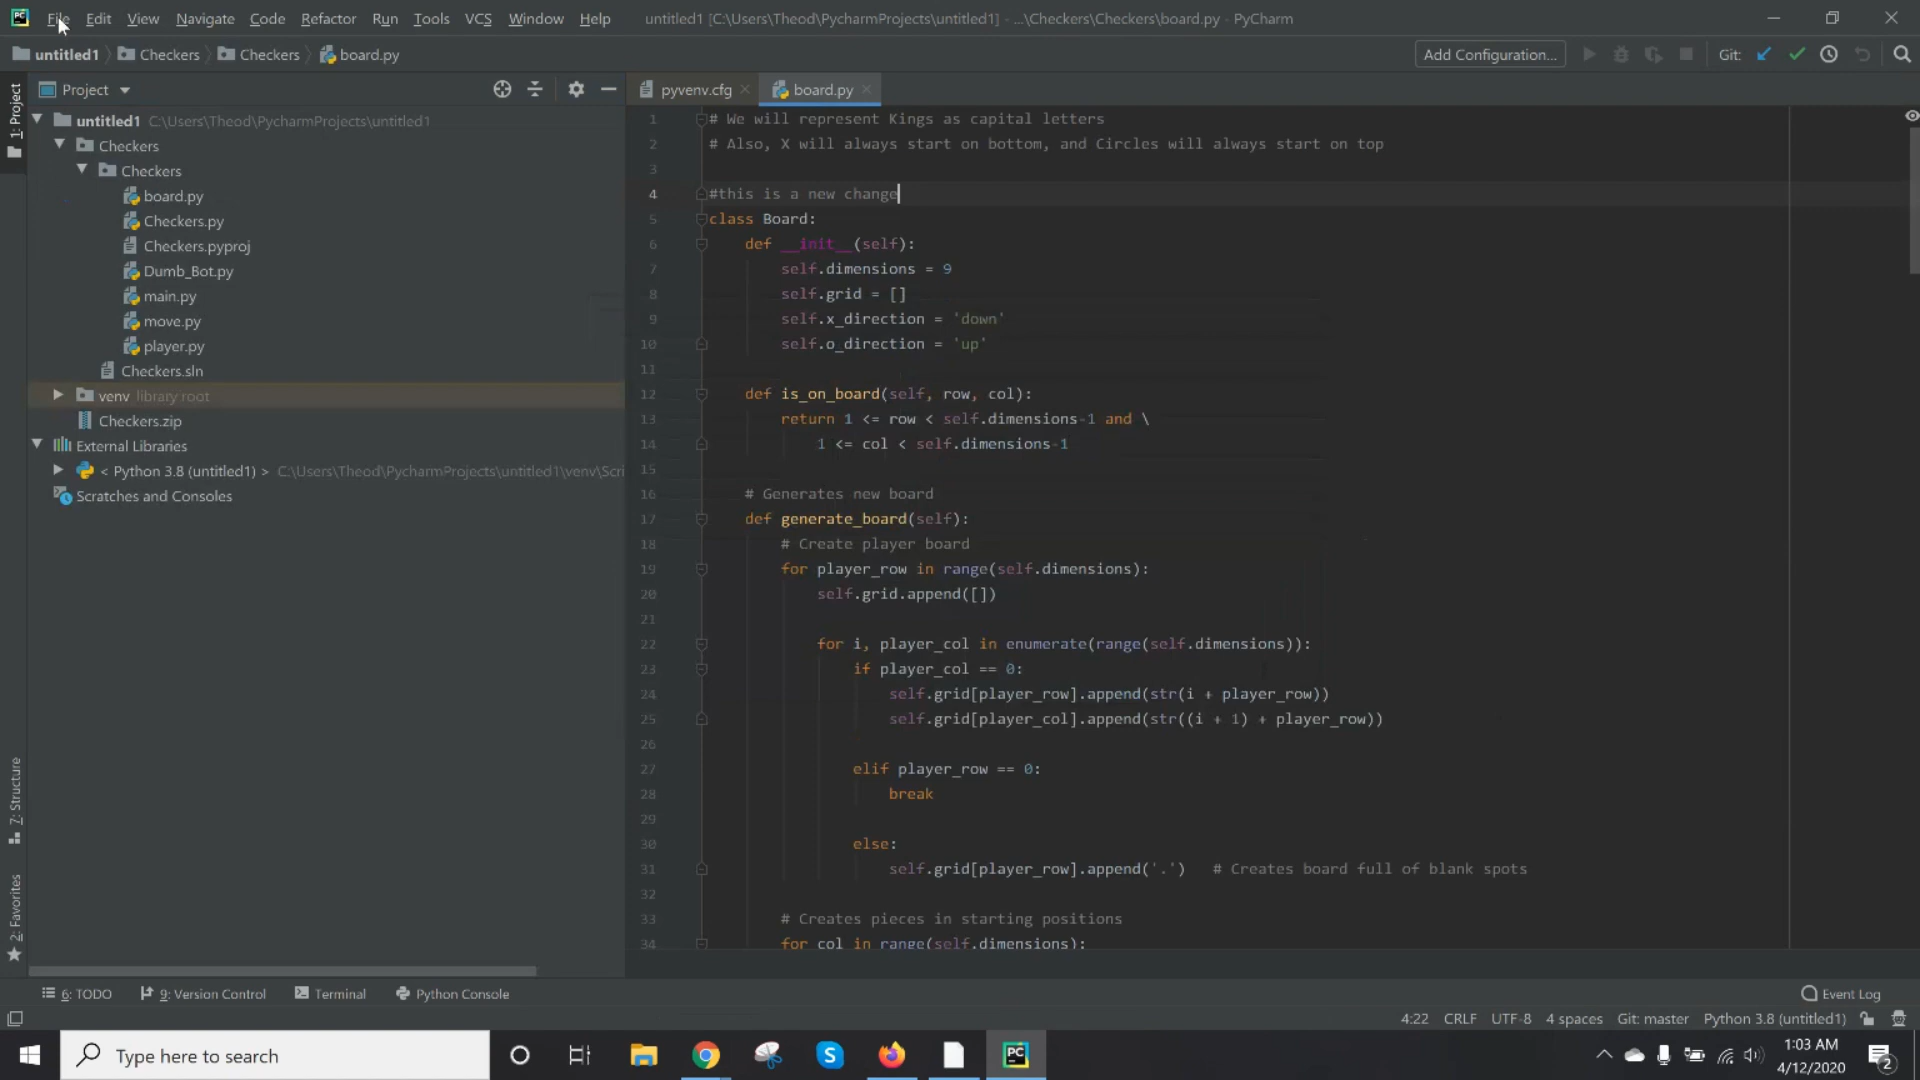 PC File Edit View Navigate Code Refactor Run Tools VCS Window Help untitled1 [C:\Users\Theod\PycharmProjects\untitled1] - ...\Checkers\Checkers\board.py - PyCharm
untitled1 Checkers Checkers board.py Add Configuration... Git:
Project pyvenv.cfg board.py
1: Project
untitled1 C:\Users\Theod\PycharmProjects\untitled1
Checkers
Checkers
board.py
Checkers.py
Checkers.pyproj
Dumb_Bot.py
main.py
move.py
player.py
Checkers.sln
venv library root
Checkers.zip
External Libraries
< Python 3.8 (untitled1) > C:\Users\Theod\PycharmProjects\untitled1\venv\Scri
Scratches and Consoles
7: Structure
2: Favorites
1 # We will represent Kings as capital letters
2 # Also, X will always start on bottom, and Circles will always start on top
3
4 #this is a new change
5 class Board:
6 def __init__(self):
7 self.dimensions = 9
8 self.grid = []
9 self.x_direction = 'down'
10 self.o_direction = 'up'
11
12 def is_on_board(self, row, col):
13 return 1 <= row < self.dimensions-1 and \
14 1 <= col < self.dimensions-1
15
16 # Generates new board
17 def generate_board(self):
18 # Create player board
19 for player_row in range(self.dimensions):
20 self.grid.append([])
21
22 for i, player_col in enumerate(range(self.dimensions)):
23 if player_col == 0:
24 self.grid[player_row].append(str(i + player_row))
25 self.grid[player_col].append(str((i + 1) + player_row))
26
27 elif player_row == 0:
28 break
29
30 else:
31 self.grid[player_row].append('.') # Creates board full of blank spots
32
33 # Creates pieces in starting positions
34 for col in range(self.dimensions):
6: TODO 9: Version Control Terminal Python Console Event Log
4:22 CRLF UTF-8 4 spaces Git: master Python 3.8 (untitled1)
Type here to search
S
PC
1:03 AM
4/12/2020
2